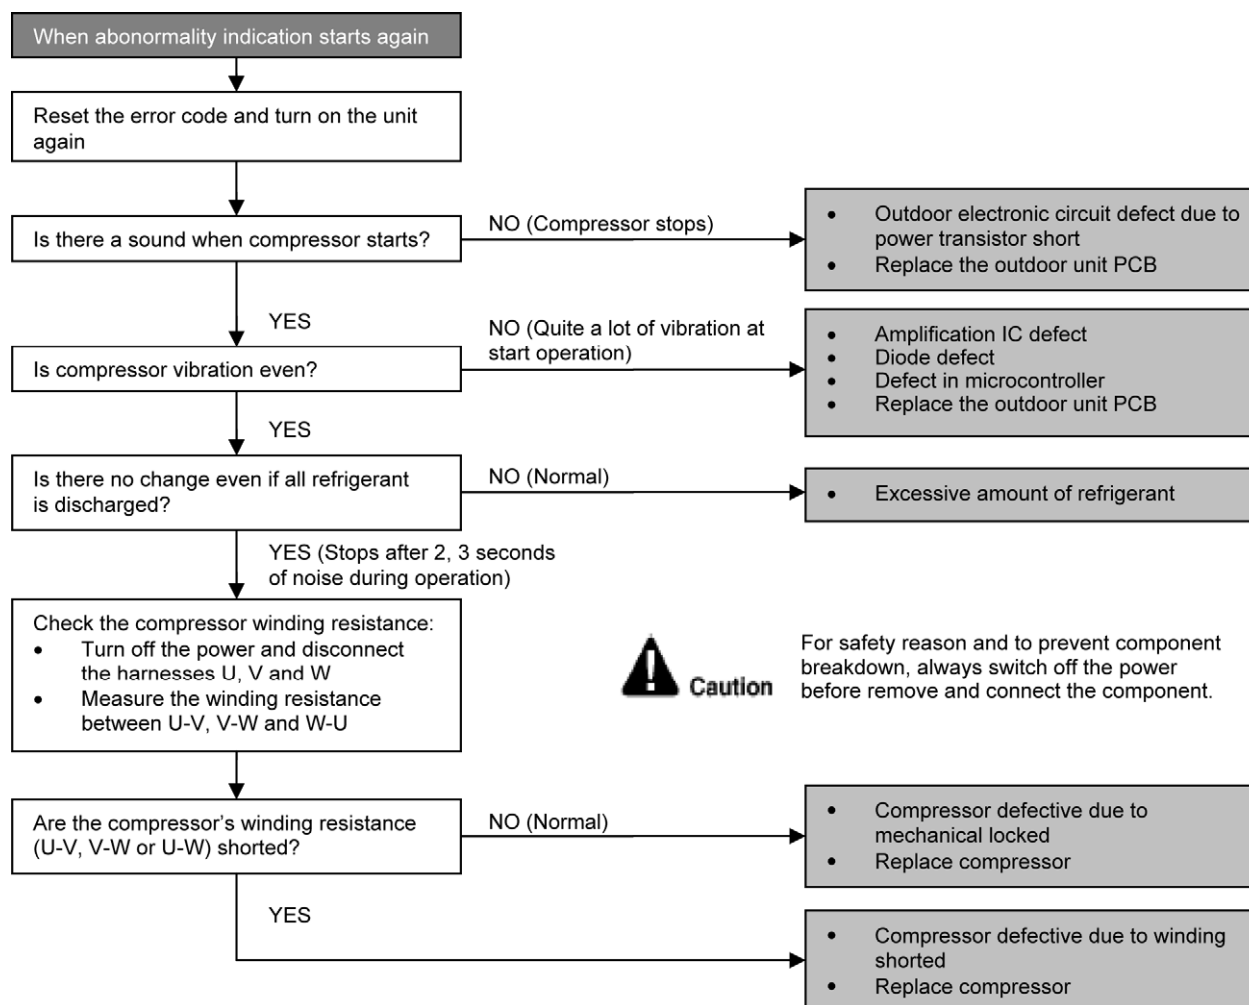 When abonormality indication starts again
Reset the error code and turn on the unit
again
Is there a sound when compressor starts?
NO (Compressor stops)
• Outdoor electronic circuit defect due to
power transistor short
• Replace the outdoor unit PCB
YES
NO (Quite a lot of vibration at
start operation)
Is compressor vibration even?
• Amplification IC defect
• Diode defect
• Defect in microcontroller
• Replace the outdoor unit PCB
YES
Is there no change even if all refrigerant
is discharged?
NO (Normal)
• Excessive amount of refrigerant
YES (Stops after 2, 3 seconds
of noise during operation)
Check the compressor winding resistance:
• Turn off the power and disconnect
the harnesses U, V and W
• Measure the winding resistance
between U-V, V-W and W-U
Caution
For safety reason and to prevent component
breakdown, always switch off the power
before remove and connect the component.
Are the compressor’s winding resistance
(U-V, V-W or U-W) shorted?
NO (Normal)
• Compressor defective due to
mechanical locked
• Replace compressor
YES
• Compressor defective due to winding
shorted
• Replace compressor